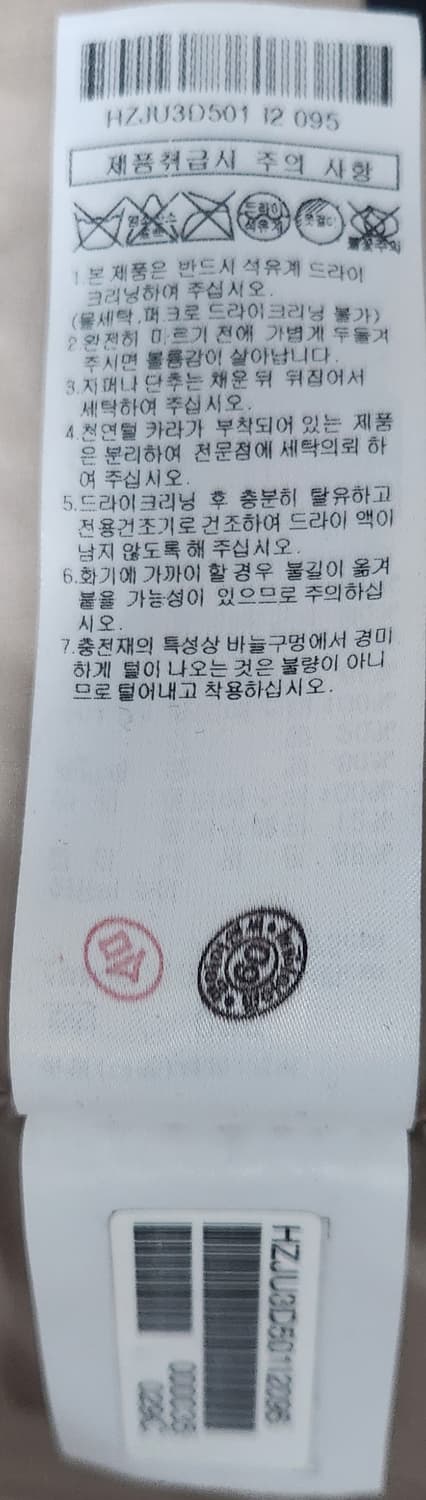 HZJU3D501 I2 095
제품취급시 주의 사항
드라이
석유계
1.본 제품은 반드시 석유계 드라이
크리닝하여 주십시오.
(물세탁,퍼크로 드라이크리닝 불가)
2.완전히 마르기 전에 가볍게 두들겨
주시면 볼륨감이 살아납니다.
3.지퍼나 단추는 채운 뒤 뒤집어서
세탁하여 주십시오.
4.천연털 카라가 부착되어 있는 제품
은 분리하여 전문점에 세탁의뢰 하
여 주십시오.
5.드라이크리닝 후 충분히 탈유하고
전용건조기로 건조하여 드라이 액이
남지 않도록 해 주십시오.
6.화기에 가까이 할 경우 불길이 옮겨
붙을 가능성이 있으므로 주의하십
시오.
7.충전재의 특성상 바늘구멍에서 경미
하게 털이 나오는 것은 불량이 아니
므로 털어내고 착용하십시오.
HZJU3D501I2095